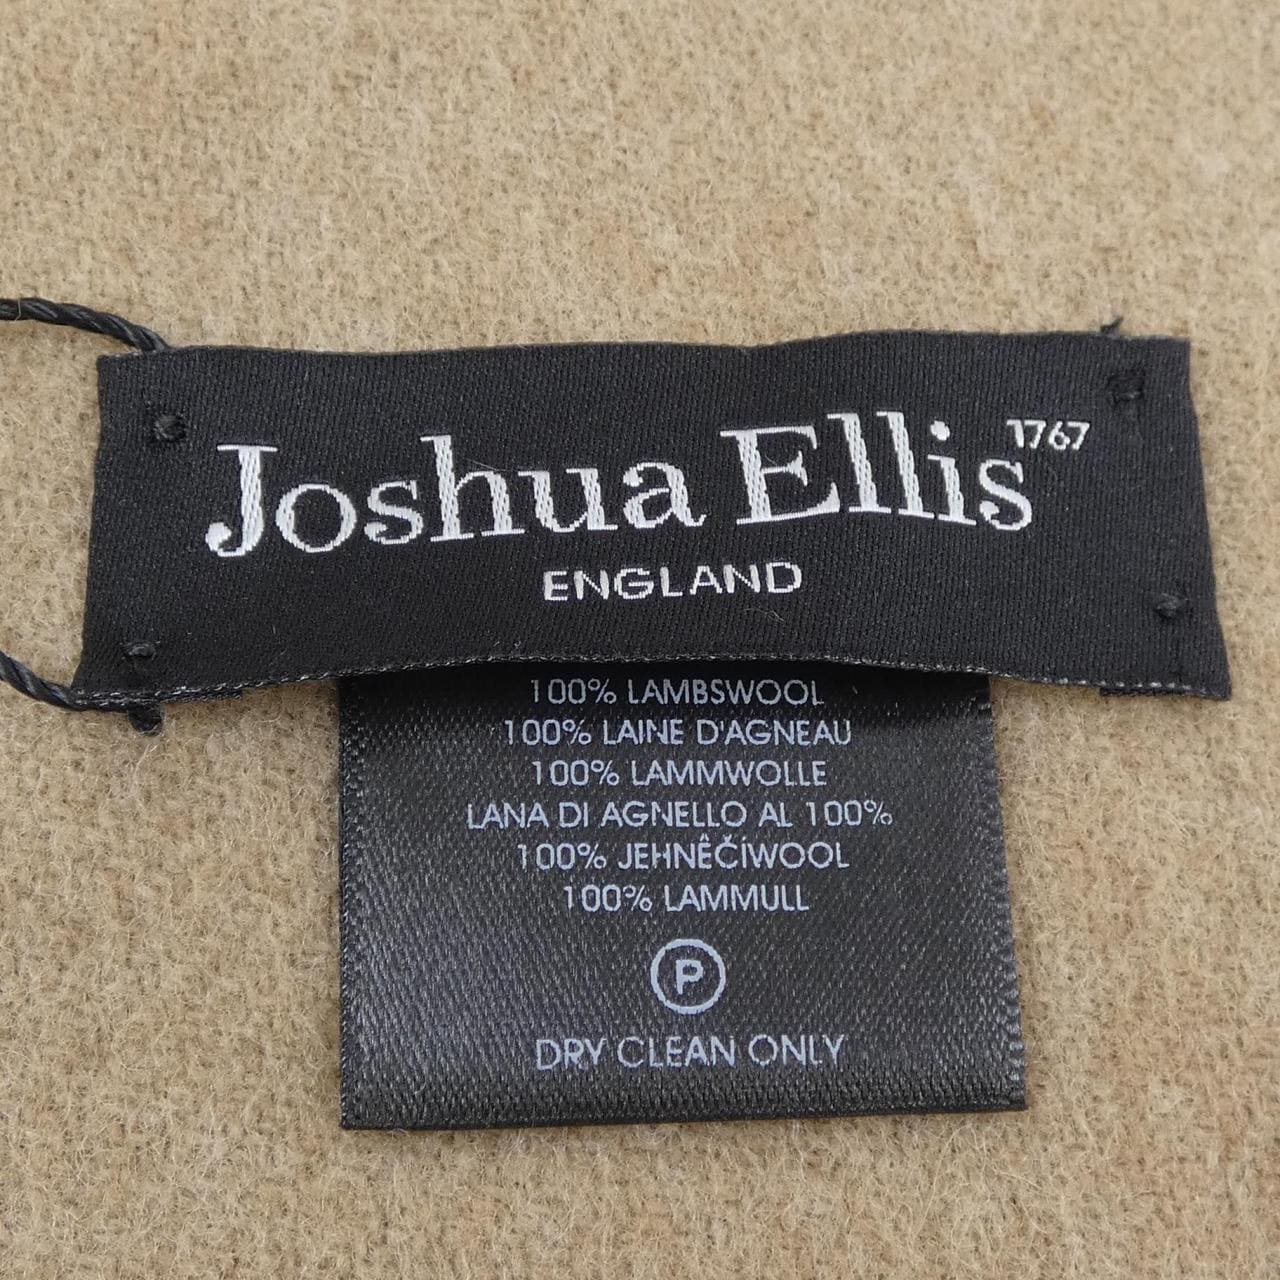 Joshua Ellis 1767
ENGLAND
100% LAMBSWOOL
100% LAINE D'AGNEAU
100% LAMMWOLLE
LANA DI AGNELLO AL 100%
100% JEHNÊČÍWOOL
100% LAMMULL
P
DRY CLEAN ONLY